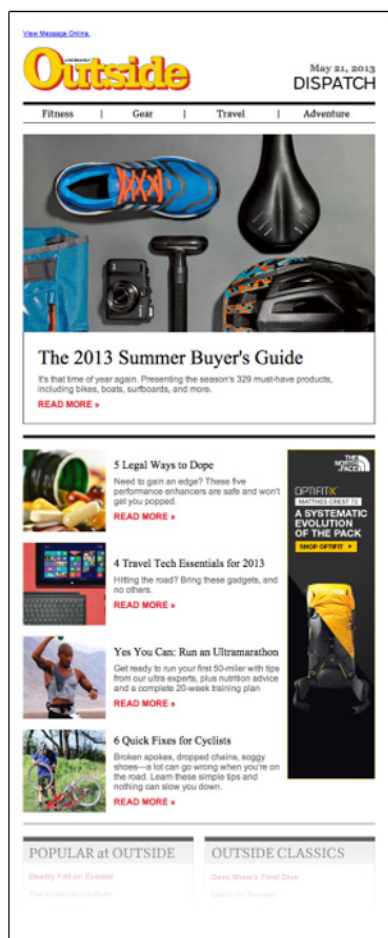 View Message Online.
Outside
May 21, 2013
DISPATCH
Fitness | Gear | Travel | Adventure
The 2013 Summer Buyer's Guide
It's that time of year again. Presenting the season's 329 must-have products,
including bikes, boats, surfboards, and more.
READ MORE »
5 Legal Ways to Dope
Need to gain an edge? These five
performance enhancers are safe and won't
get you popped.
READ MORE »
4 Travel Tech Essentials for 2013
Hitting the road? Bring these gadgets, and
no others.
READ MORE »
Yes You Can: Run an Ultramarathon
Get ready to run your first 50-miler with tips
from our ultra experts, plus nutrition advice
and a complete 20-week training plan
READ MORE »
6 Quick Fixes for Cyclists
Broken spokes, dropped chains, soggy
shoes—a lot can go wrong when you're on
the road. Learn these simple tips and
nothing can slow you down.
READ MORE »
THE
NORTH
FACE
OPTIFITX
MATTHES CREST 72
A SYSTEMATIC
EVOLUTION
OF THE PACK
SHOP OPTIFIT
POPULAR at OUTSIDE
Deadly Fall on Everest
OUTSIDE CLASSICS
Dave Shaw's Final Dive
Death on Everest